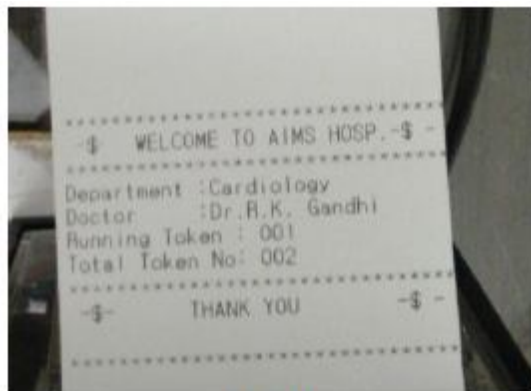 ********************************
-$ WELCOME TO AIMS HOSP.-$ -
********************************
Department :Cardiology
Doctor :Dr.R.K. Gandhi
Running Token : 001
Total Token No: 002
********************************
-$- THANK YOU -$ -
********************************